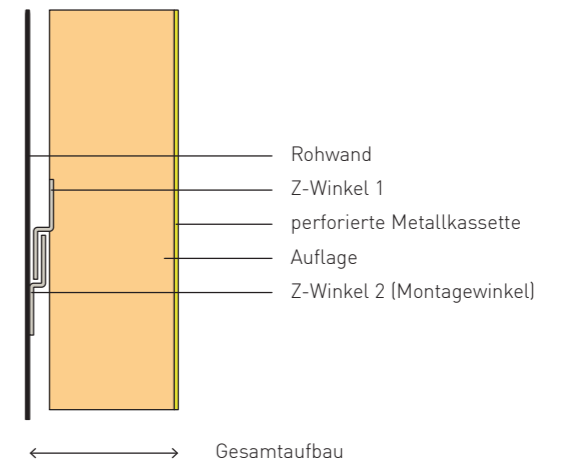 Rohwand
Z-Winkel 1
perforierte Metallkassette
Auflage
Z-Winkel 2 (Montagewinkel)
Gesamtaufbau